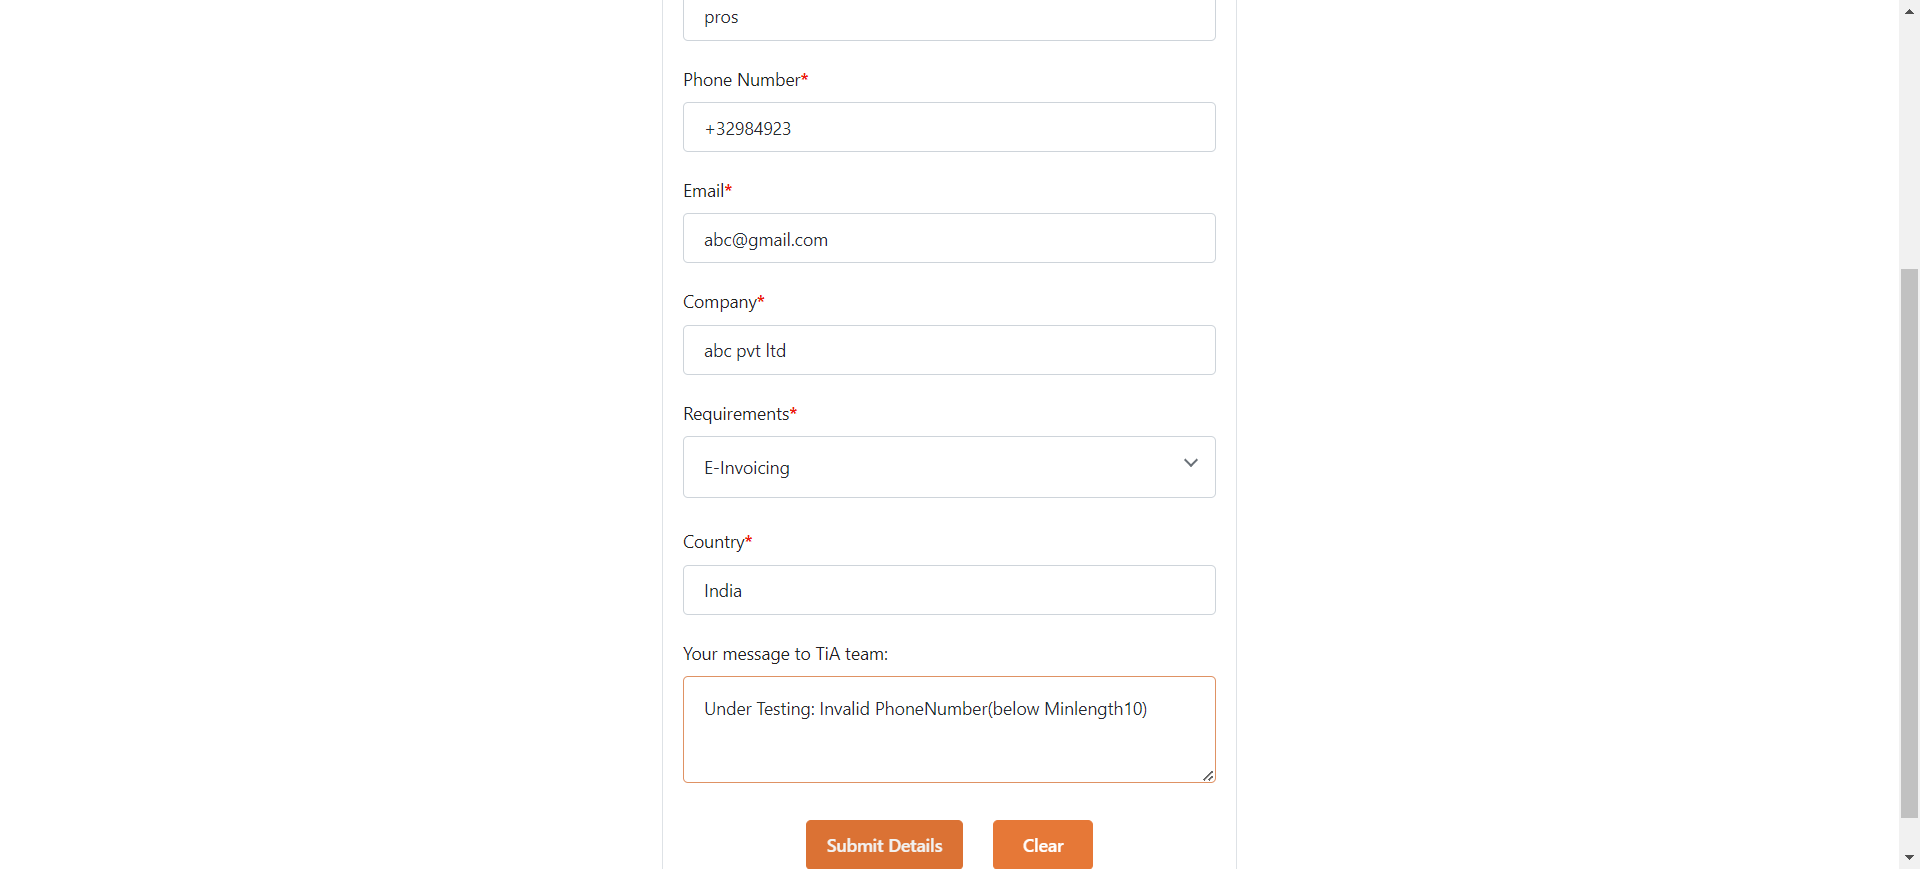 pros
Phone Number*
+32984923
Email*
abc@gmail.com
Company*
abc pvt ltd
Requirements*
E-Invoicing
Country*
India
Your message to TiA team:
Under Testing: Invalid PhoneNumber(below Minlength10)
Submit Details
Clear